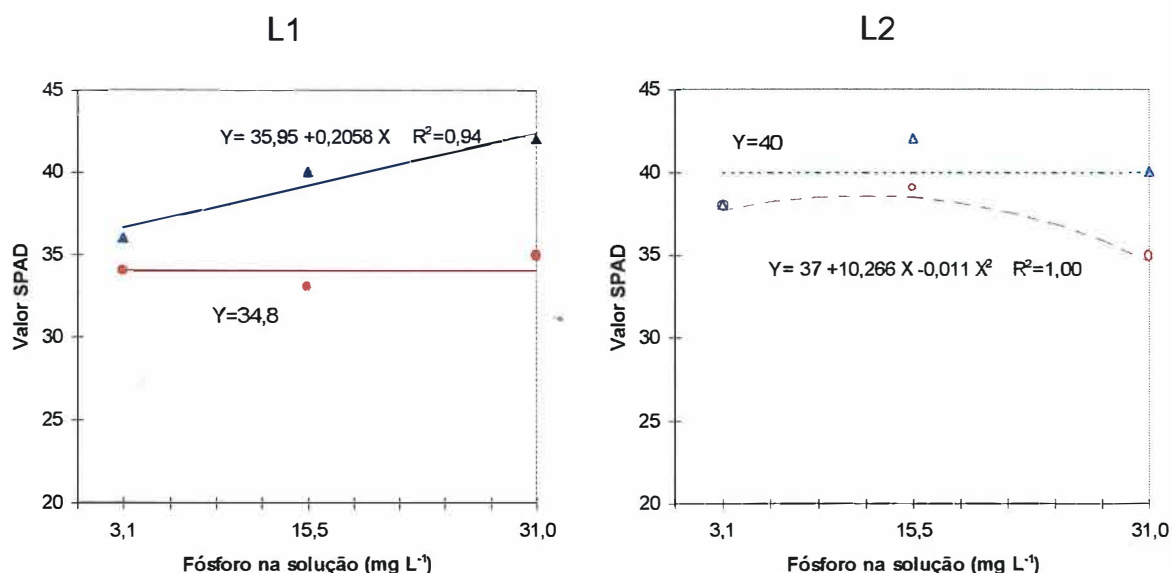 L1
45
40
35
30
25
20
Valor SPAD
Y= 35,95 +0,2058 X R²=0,94
Y=34,8
3,1
15,5
31,0
Fósforo na solução (mg L⁻¹)
L2
45
40
35
30
25
20
Valor SPAD
Y=40
Y= 37 +10,266 X -0,011 X² R²=1,00
3,1
15,5
31,0
Fósforo na solução (mg L⁻¹)